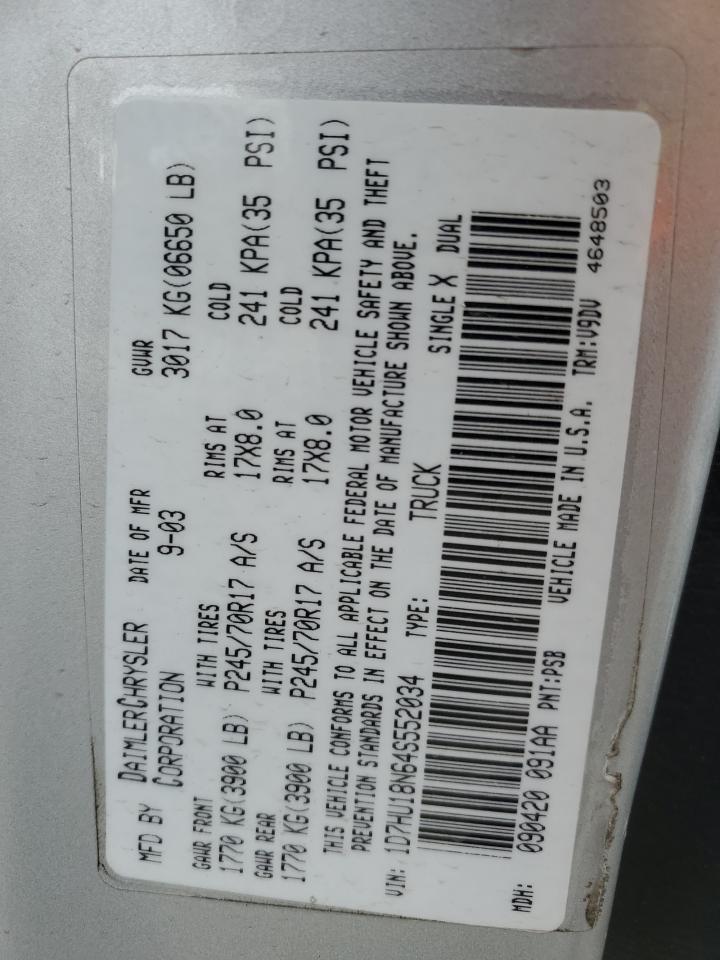 MFD BY DAIMLERCHRYSLER CORPORATION DATE OF MFR 9-03 GVWR 3017 KG(06650 LB)
GAWR FRONT WITH TIRES RIMS AT COLD
1770 KG(3900 LB) P245/70R17 A/S 17X8.0 241 KPA(35 PSI)
GAWR REAR WITH TIRES RIMS AT COLD
1770 KG(3900 LB) P245/70R17 A/S 17X8.0 241 KPA(35 PSI)
THIS VEHICLE CONFORMS TO ALL APPLICABLE FEDERAL MOTOR VEHICLE SAFETY AND THEFT
PREVENTION STANDARDS IN EFFECT ON THE DATE OF MANUFACTURE SHOWN ABOVE.
VIN: 1D7HU18N64S552034 TYPE: TRUCK SINGLE X DUAL
MDH: 090420 091AA PNT:PSB VEHICLE MADE IN U.S.A. TRM:V9DV 4648503